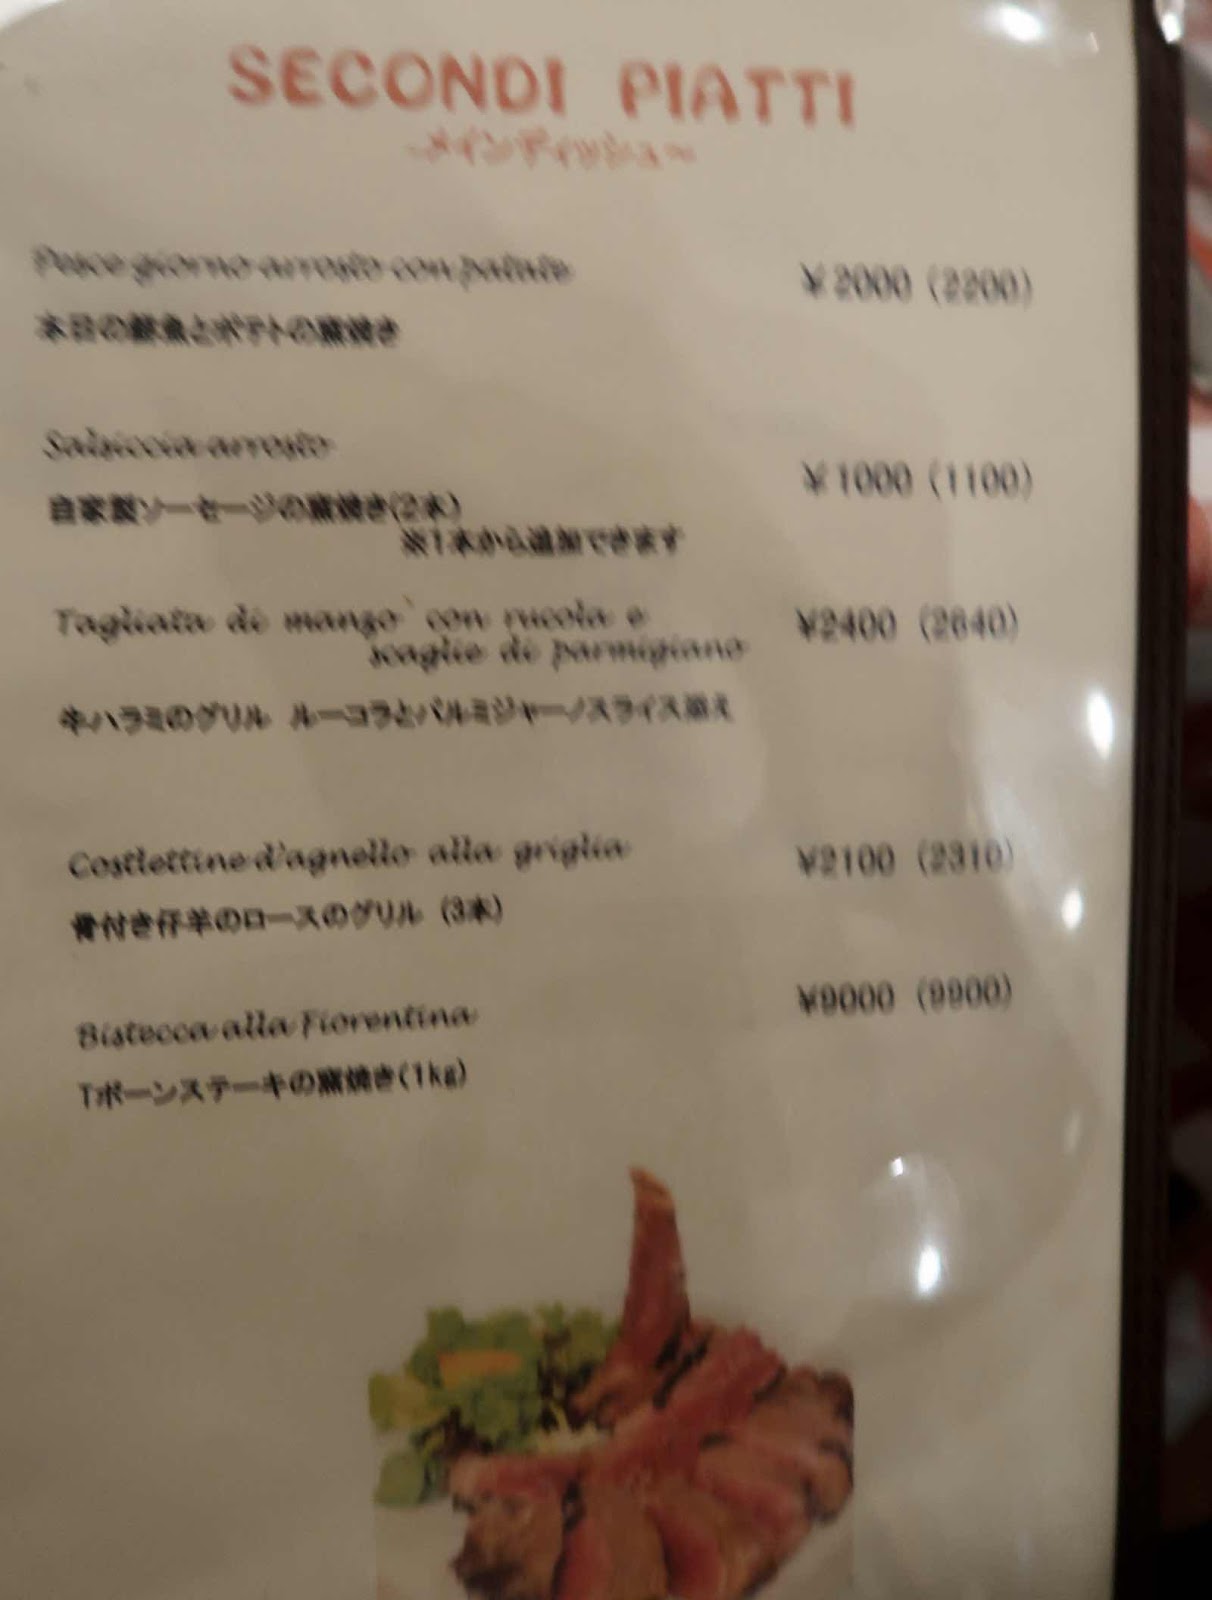 SECONDI PIATTI
~メインディッシュ~
Pesce giorno arrosto con patate ¥2000 (2200)
本日の鮮魚とポテトの窯焼き
Salsiccia arrosto ¥1000 (1100)
自家製ソーセージの窯焼き(2本)
※1本から追加できます
Tagliata di manzo con rucola e ¥2400 (2640)
scaglie di parmigiano
牛ハラミのグリル ルーコラとパルミジャーノスライス添え
Costlettine d'agnello alla griglia ¥2100 (2310)
骨付き仔羊のロースのグリル (3本)
Bistecca alla Fiorentina ¥9000 (9900)
Tボーンステーキの窯焼き(1kg)